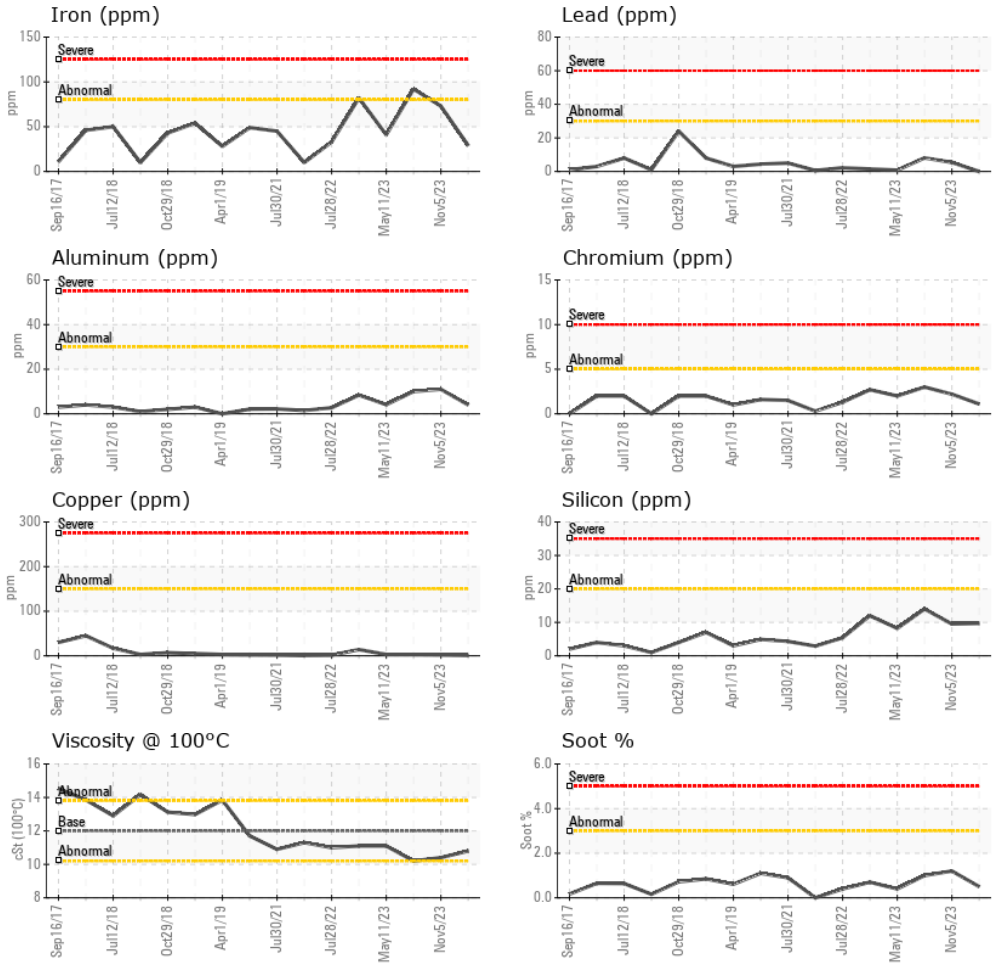 Iron (ppm)
150
100
50
0
ppm
Severe
Abnormal
Sep16/17
Jul12/18
Oct29/18
Apr1/19
Jul30/21
Jul28/22
May11/23
Nov5/23
Lead (ppm)
80
60
40
20
0
ppm
Severe
Abnormal
Sep16/17
Jul12/18
Oct29/18
Apr1/19
Jul30/21
Jul28/22
May11/23
Nov5/23
Aluminum (ppm)
60
40
20
0
ppm
Severe
Abnormal
Sep16/17
Jul12/18
Oct29/18
Apr1/19
Jul30/21
Jul28/22
May11/23
Nov5/23
Chromium (ppm)
15
10
5
0
ppm
Severe
Abnormal
Sep16/17
Jul12/18
Oct29/18
Apr1/19
Jul30/21
Jul28/22
May11/23
Nov5/23
Copper (ppm)
300
200
100
0
ppm
Severe
Abnormal
Sep16/17
Jul12/18
Oct29/18
Apr1/19
Jul30/21
Jul28/22
May11/23
Nov5/23
Silicon (ppm)
40
30
20
10
0
ppm
Severe
Abnormal
Sep16/17
Jul12/18
Oct29/18
Apr1/19
Jul30/21
Jul28/22
May11/23
Nov5/23
Viscosity @ 100°C
16
14
12
10
8
cSt (100°C)
Abnormal
Base
Abnormal
Sep16/17
Jul12/18
Oct29/18
Apr1/19
Jul30/21
Jul28/22
May11/23
Nov5/23
Soot %
6.0
4.0
2.0
0.0
Soot %
Severe
Abnormal
Sep16/17
Jul12/18
Oct29/18
Apr1/19
Jul30/21
Jul28/22
May11/23
Nov5/23